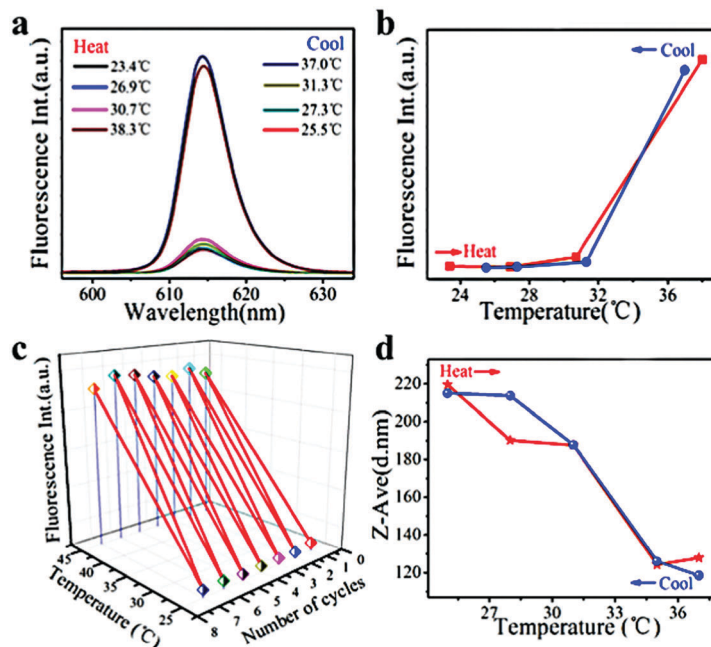 a
Heat
Cool
23.4℃
37.0℃
26.9℃
31.3℃
30.7℃
27.3℃
38.3℃
25.5℃
Fluorescence Int.(a.u.)
600 610 620 630
Wavelength(nm)
b
Cool
Heat
Fluorescence Int.(a.u.)
24 28 32 36
Temperature(℃)
c
Fluorescence Int.(a.u.)
45 40 35 30 25
Temperature (℃)
8 7 6 5 4 3 2 1 0
Number of cycles
d
Heat
Cool
Z-Ave(d.nm)
220
200
180
160
140
120
27 30 33 36
Temperature (℃)